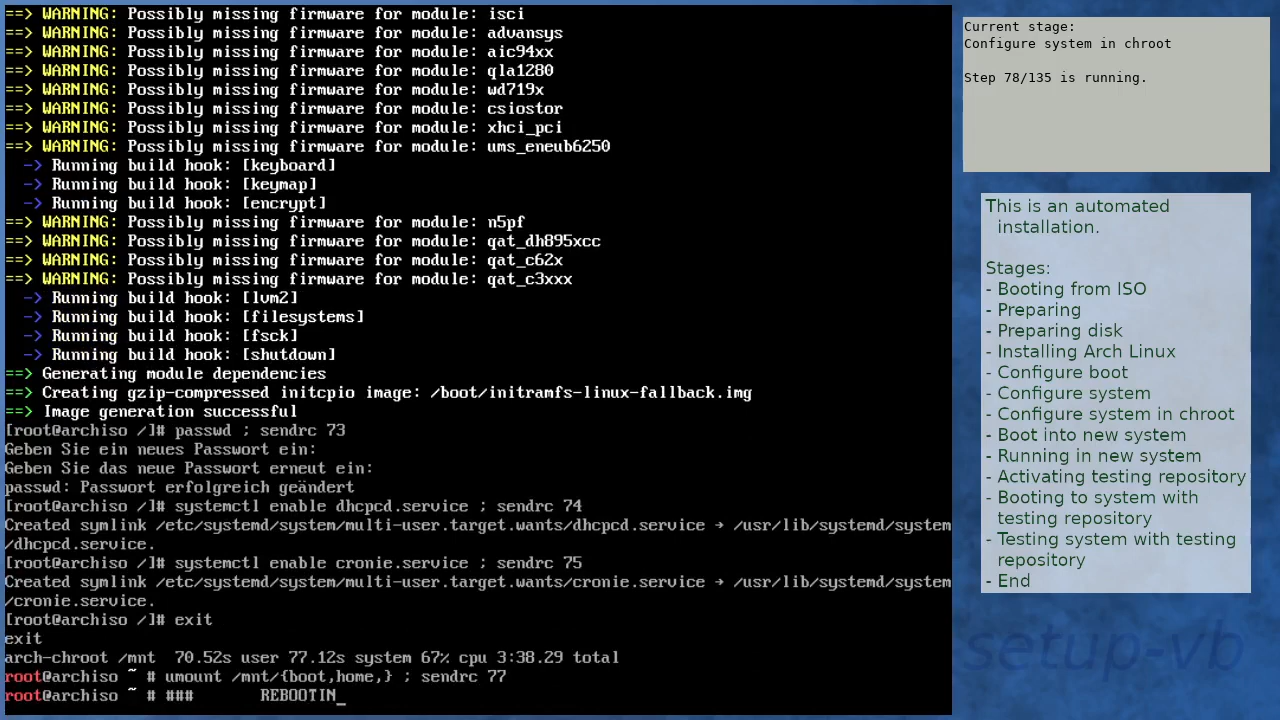 ==> WARNING: Possibly missing firmware for module: isci
==> WARNING: Possibly missing firmware for module: advansys
==> WARNING: Possibly missing firmware for module: aic94xx
==> WARNING: Possibly missing firmware for module: qla1280
==> WARNING: Possibly missing firmware for module: wd719x
==> WARNING: Possibly missing firmware for module: csiostor
==> WARNING: Possibly missing firmware for module: xhci_pci
==> WARNING: Possibly missing firmware for module: ums_eneub6250
  -> Running build hook: [keyboard]
  -> Running build hook: [keymap]
  -> Running build hook: [encrypt]
==> WARNING: Possibly missing firmware for module: n5pf
==> WARNING: Possibly missing firmware for module: qat_dh895xcc
==> WARNING: Possibly missing firmware for module: qat_c62x
==> WARNING: Possibly missing firmware for module: qat_c3xxx
  -> Running build hook: [lvm2]
  -> Running build hook: [filesystems]
  -> Running build hook: [fsck]
  -> Running build hook: [shutdown]
==> Generating module dependencies
==> Creating gzip-compressed initcpio image: /boot/initramfs-linux-fallback.img
==> Image generation successful
[root@archiso /]# passwd ; sendrc 73
Geben Sie ein neues Passwort ein:
Geben Sie das neue Passwort erneut ein:
passwd: Passwort erfolgreich geändert
[root@archiso /]# systemctl enable dhcpcd.service ; sendrc 74
Created symlink /etc/systemd/system/multi-user.target.wants/dhcpcd.service → /usr/lib/systemd/system
/dhcpcd.service.
[root@archiso /]# systemctl enable cronie.service ; sendrc 75
Created symlink /etc/systemd/system/multi-user.target.wants/cronie.service → /usr/lib/systemd/system
/cronie.service.
[root@archiso /]# exit
exit
arch-chroot /mnt  70.52s user 77.12s system 67% cpu 3:38.29 total
root@archiso ~ # umount /mnt/{boot,home,} ; sendrc 77
root@archiso ~ # ###       REBOOTIN_
Current stage:
Configure system in chroot
Step 78/135 is running.
This is an automated
installation.
Stages:
- Booting from ISO
- Preparing
- Preparing disk
- Installing Arch Linux
- Configure boot
- Configure system
- Configure system in chroot
- Boot into new system
- Running in new system
- Activating testing repository
- Booting to system with
testing repository
- Testing system with testing
repository
- End
setup-vb